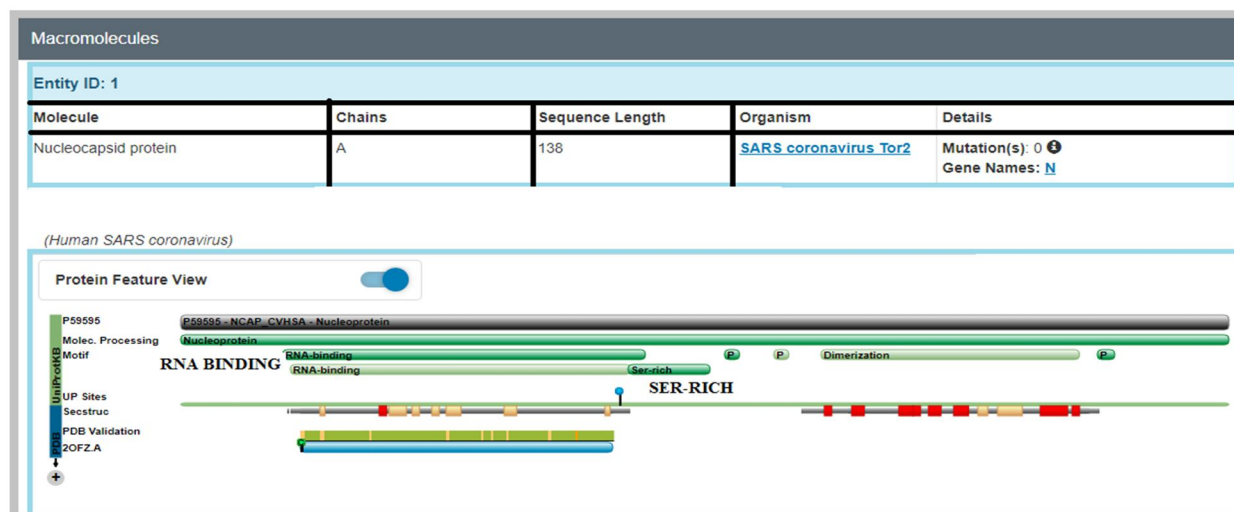 Macromolecules
Entity ID: 1
Molecule Chains Sequence Length Organism Details
Nucleocapsid protein A 138 SARS coronavirus Tor2 Mutation(s): 0
Gene Names: N
(Human SARS coronavirus)
Protein Feature View
P59595 P59595 - NCAP_CVHSA - Nucleoprotein
Molec. Processing Nucleoprotein
Motif RNA-binding P P Dimerization P
RNA BINDING RNA-binding Ser-rich
SER-RICH
UniProtKB
UP Sites
Secstruc
PDB Validation
PDB
2OFZ.A
+